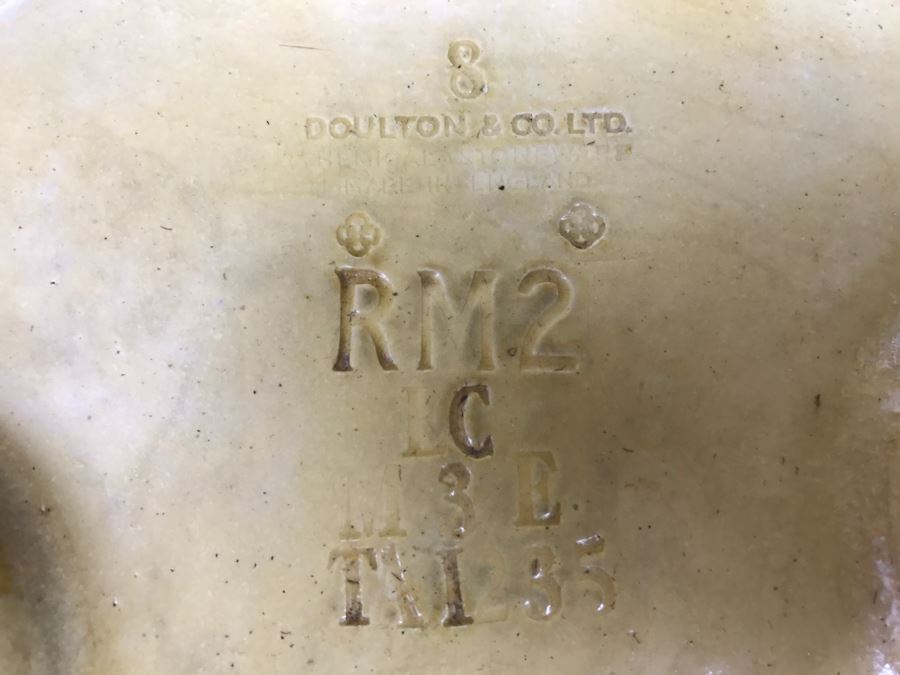 8
DOULTON & CO. LTD.
CHEMICAL STONEWARE
MADE IN ENGLAND
RM2
LC
M 3 E